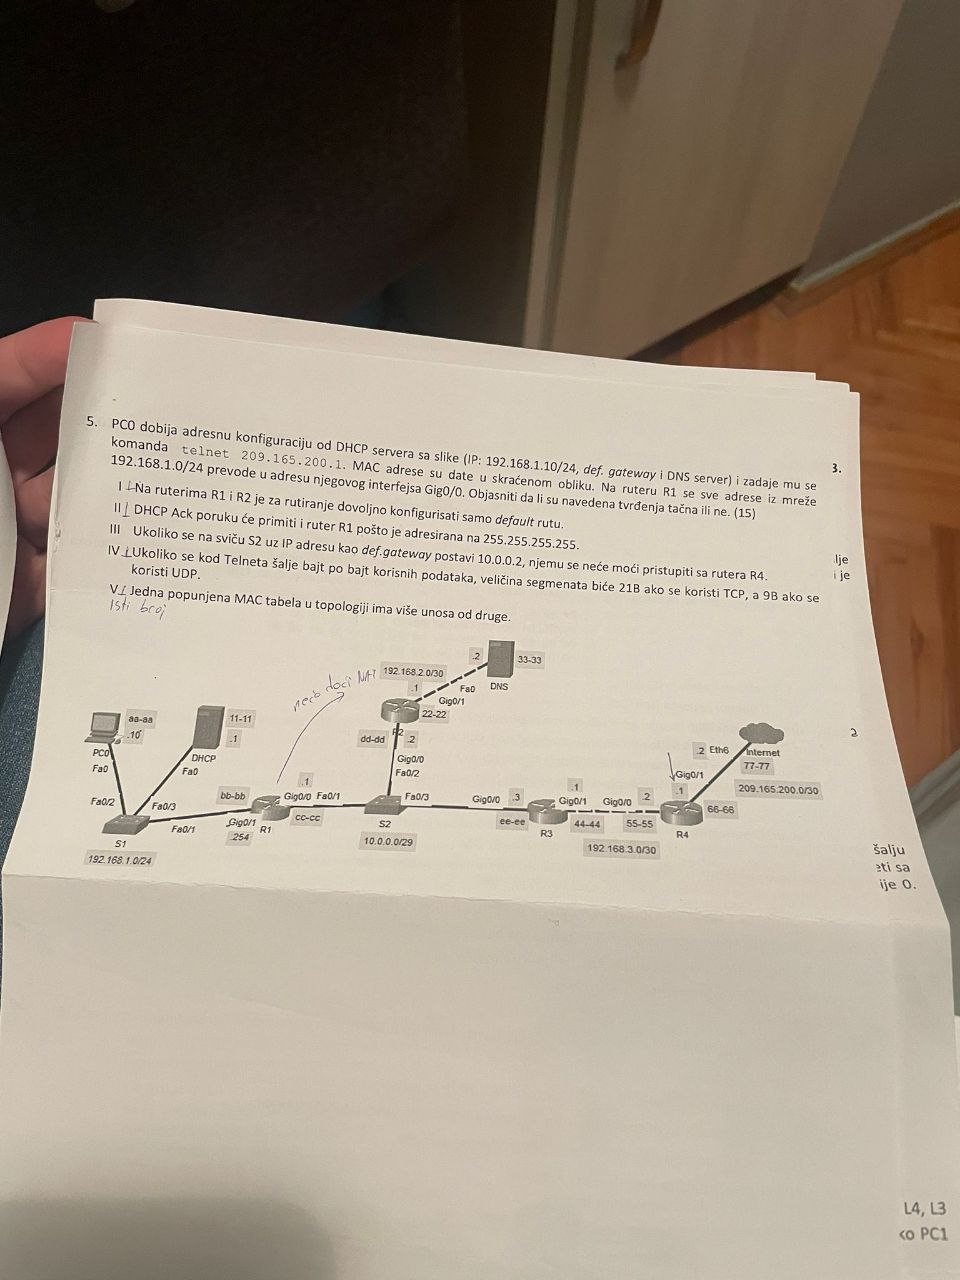 5. PC0 dobija adresnu konfiguraciju od DHCP servera sa slike (IP: 192.168.1.10/24, def. gateway i DNS server) i zadaje mu se
komanda telnet 209.165.200.1. MAC adrese su date u skraćenom obliku. Na ruteru R1 se sve adrese iz mreže
192.168.1.0/24 prevode u adresu njegovog interfejsa Gig0/0. Objasniti da li su navedena tvrđenja tačna ili ne. (15)
I ⊥ Na ruterima R1 i R2 je za rutiranje dovoljno konfigurisati samo default rutu.
II ⊥ DHCP Ack poruku će primiti i ruter R1 pošto je adresirana na 255.255.255.255.
III Ukoliko se na sviču S2 uz IP adresu kao def.gateway postavi 10.0.0.2, njemu se neće moći pristupiti sa rutera R4.
IV ⊥ Ukoliko se kod Telneta šalje bajt po bajt korisnih podataka, veličina segmenata biće 21B ako se koristi TCP, a 9B ako se
koristi UDP.
V ⊥ Jedna popunjena MAC tabela u topologiji ima više unosa od druge.
Isti broj
3.
lje
i je
.2
33-33
192.168.2.0/30
neće doći NAT
.1
Fa0
DNS
Gig0/1
22-22
aa-aa
11-11
.10
.1
dd-dd
R2
.2
.2
Eth6
Internet
PC0
DHCP
Gig0/0
77-77
Fa0
Fa0
Fa0/2
Gig0/1
.1
209.165.200.0/30
bb-bb
.1
.1
.2
Fa0/2
Fa0/3
Gig0/0
Fa0/1
Fa0/3
Gig0/0
.3
Gig0/1
Gig0/0
66-66
Fa0/1
Gig0/1
cc-cc
ee-ee
44-44
55-55
S1
.254
R1
S2
R3
R4
192.168.1.0/24
10.0.0.0/29
192.168.3.0/30
šalju
eti sa
ije 0.
L4, L3
ko PC1